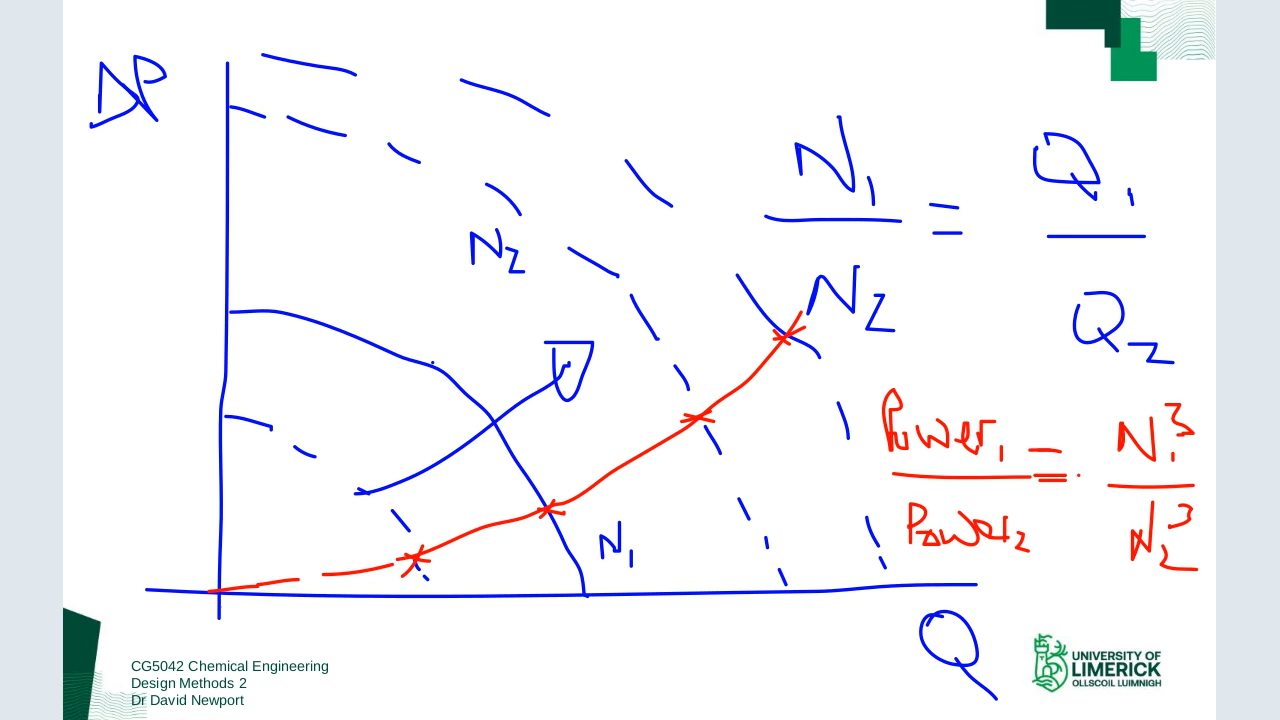 ΔP
N₁ / N₂ = Q₁ / Q₂
N₂
Power₁ / Power₂ = N₁³ / N₂³
N₁
Q
CG5042 Chemical Engineering
Design Methods 2
Dr David Newport
UNIVERSITY OF
LIMERICK
OLLSCOIL LUIMNIGH